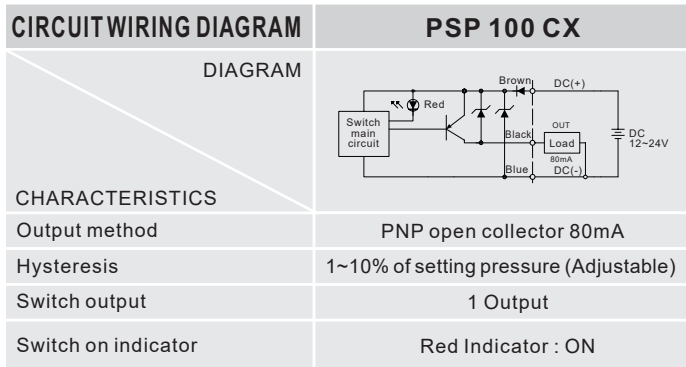 CIRCUIT WIRING DIAGRAM
PSP 100 CX
DIAGRAM
CHARACTERISTICS
Brown
DC(+)
Red
Switch
main
circuit
Black
OUT
Load
80mA
DC
12~24V
Blue
DC(-)
Output method
PNP open collector 80mA
Hysteresis
1~10% of setting pressure (Adjustable)
Switch output
1 Output
Switch on indicator
Red Indicator : ON